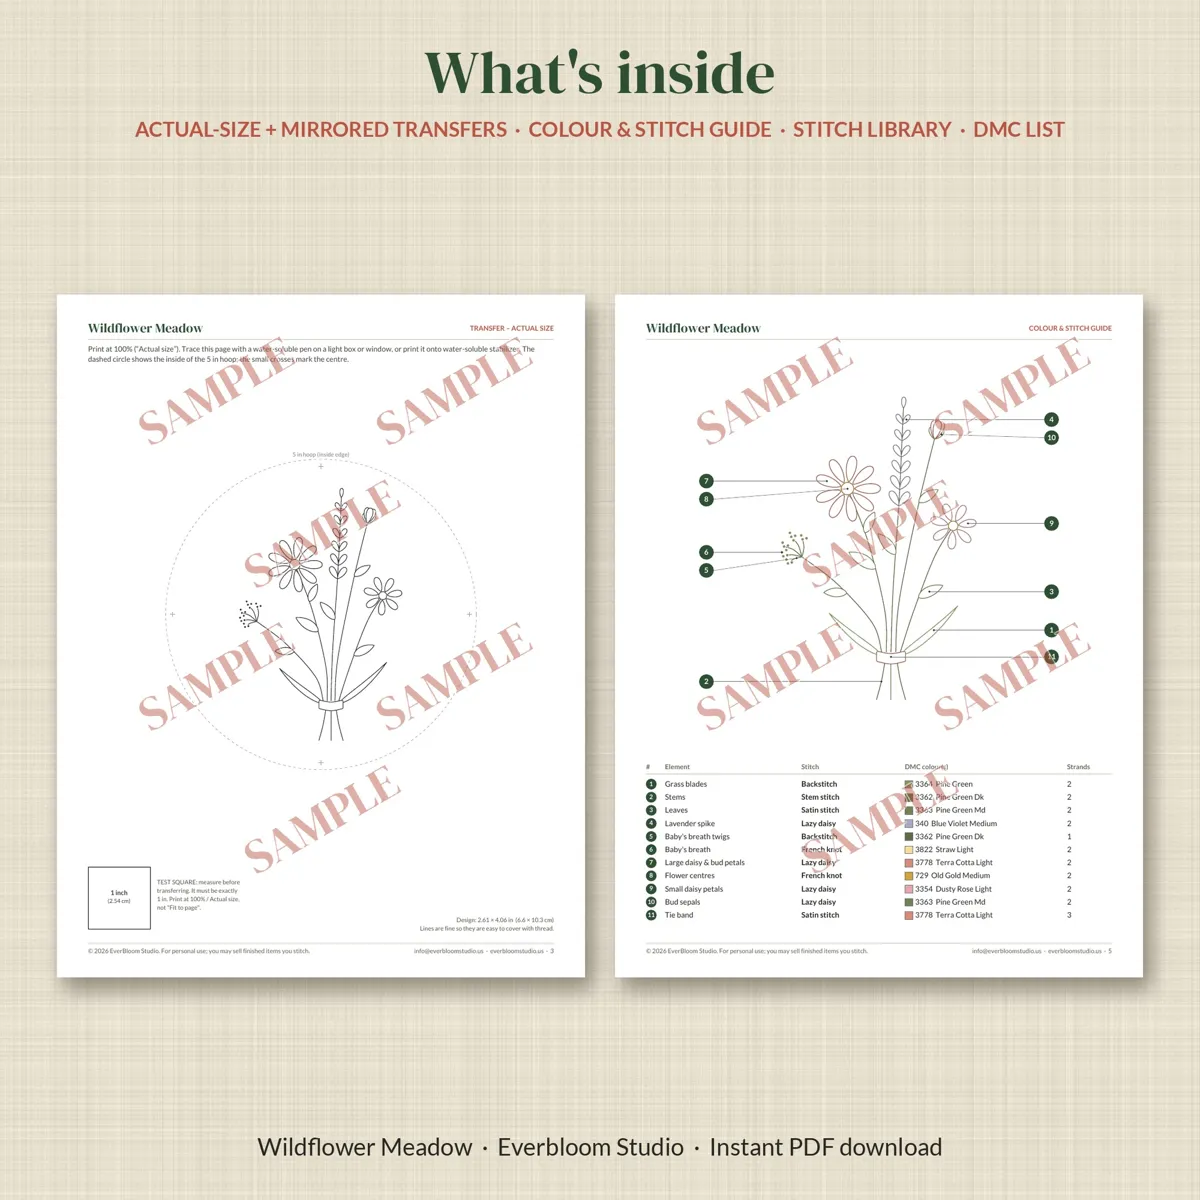 What's inside
ACTUAL-SIZE + MIRRORED TRANSFERS · COLOUR & STITCH GUIDE · STITCH LIBRARY · DMC LIST
Wildflower Meadow
TRANSFER – ACTUAL SIZE
Print at 100% ("Actual size"). Trace this page with a water-soluble pen on a light box or window, or print it onto water-soluble stabilizer. The
dashed circle shows the inside of the 5 in hoop; the small crosses mark the centre.
SAMPLE
SAMPLE
5 in hoop (inside edge)
SAMPLE
SAMPLE
SAMPLE
SAMPLE
1 inch
(2.54 cm)
TEST SQUARE: measure before
transferring. It must be exactly
1 in. Print at 100% / Actual size,
not "Fit to page".
Design: 2.61 × 4.06 in (6.6 × 10.3 cm)
Lines are fine so they are easy to cover with thread.
© 2026 EverBloom Studio. For personal use; you may sell finished items you stitch.
info@everbloomstudio.us · everbloomstudio.us · 3
Wildflower Meadow
COLOUR & STITCH GUIDE
SAMPLE
SAMPLE
4
10
7
8
SAMPLE
9
6
5
3
1
11
2
SAMPLE
SAMPLE
# Element Stitch DMC colour(s) Strands
1 Grass blades Backstitch 3364 Pine Green 2
2 Stems Stem stitch 3362 Pine Green Dk 2
3 Leaves Satin stitch 3363 Pine Green Md 2
4 Lavender spike Lazy daisy 340 Blue Violet Medium 2
5 Baby's breath twigs Backstitch 3362 Pine Green Dk 1
6 Baby's breath French knot 3822 Straw Light 2
7 Large daisy & bud petals Lazy daisy 3778 Terra Cotta Light 2
8 Flower centres French knot 729 Old Gold Medium 2
9 Small daisy petals Lazy daisy 3354 Dusty Rose Light 2
10 Bud sepals Lazy daisy 3363 Pine Green Md 2
11 Tie band Satin stitch 3778 Terra Cotta Light 3
SAMPLE
© 2026 EverBloom Studio. For personal use; you may sell finished items you stitch.
info@everbloomstudio.us · everbloomstudio.us · 5
Wildflower Meadow · Everbloom Studio · Instant PDF download